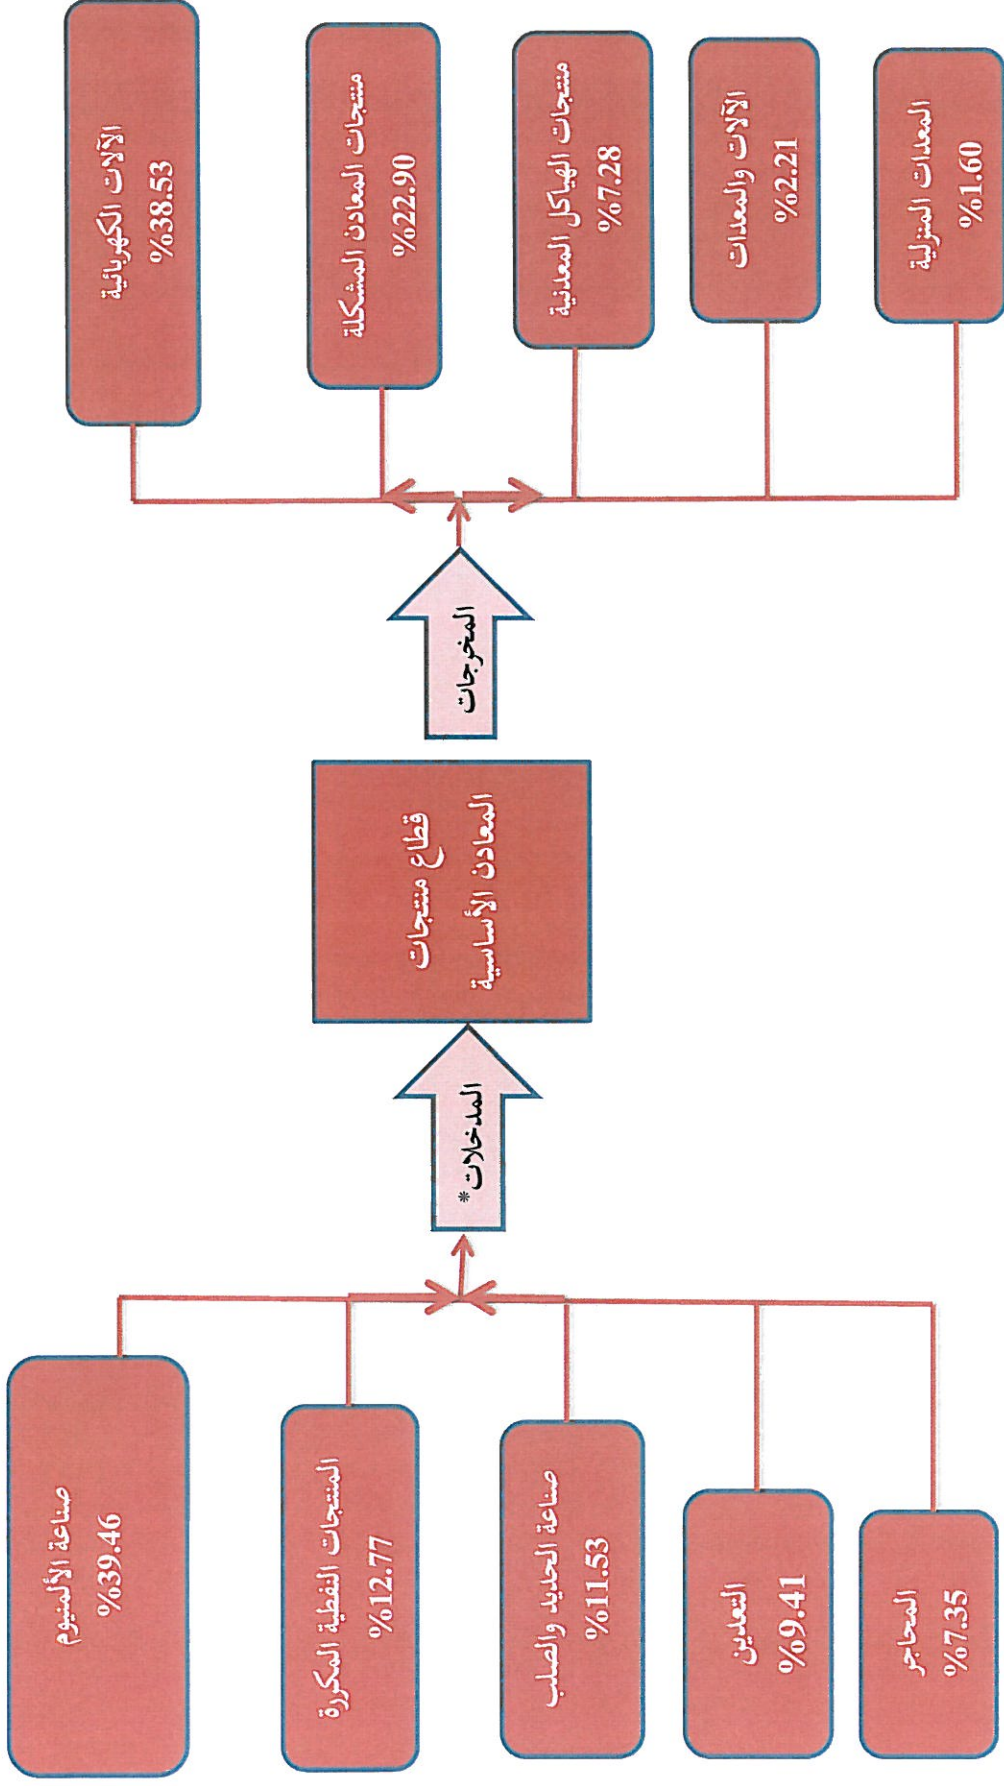 صناعة الألمنيوم
%39.46
المنتجات النفطية المكررة
%12.77
صناعة الحديد والصلب
%11.53
التعدين
%9.41
المحاجر
%7.35
المدخلات*
قطاع منتجات
المعادن الأساسية
المخرجات
الآلات الكهربائية
%38.53
منتجات المعادن المشكلة
%22.90
منتجات الهياكل المعدنية
%7.28
الآلات والمعدات
%2.21
المعدات المنزلية
%1.60